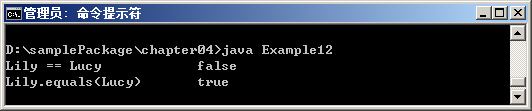 管理员: 命令提示符
D:\samplePackage\chapter04>java Example12
Lily == Lucy false
Lily.equals(Lucy) true